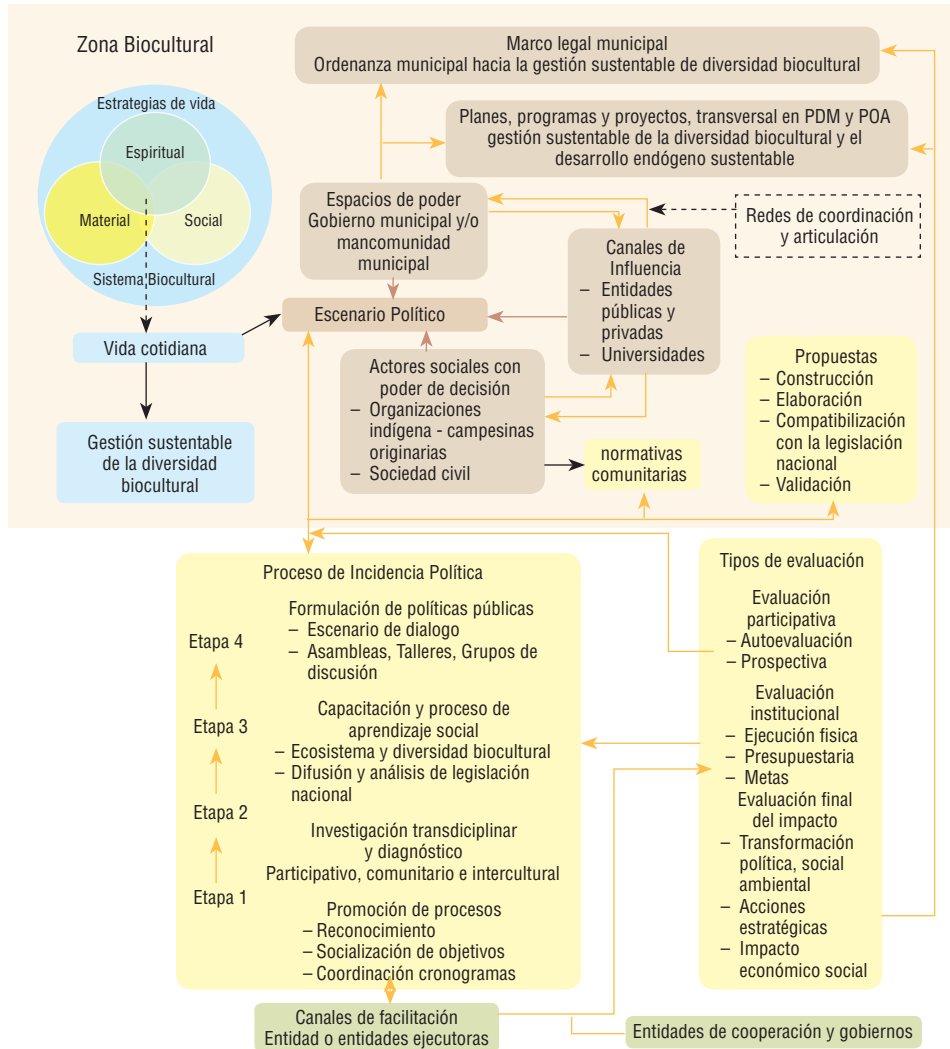 Zona Biocultural
Estrategias de vida
Espiritual
Material
Social
Sistema Biocultural
Vida cotidiana
Gestión sustentable
de la diversidad
biocultural
Marco legal municipal
Ordenanza municipal hacia la gestión sustentable de diversidad biocultural
Planes, programas y proyectos, transversal en PDM y POA
gestión sustentable de la diversidad biocultural y el
desarrollo endógeno sustentable
Espacios de poder
Gobierno municipal y/o
mancomunidad
municipal
Redes de coordinación
y articulación
Canales de
Influencia
– Entidades
públicas y
privadas
– Universidades
Escenario Político
Actores sociales con
poder de decisión
– Organizaciones
indígena - campesinas
originarias
– Sociedad civil
normativas
comunitarias
Propuestas
– Construcción
– Elaboración
– Compatibilización
con la legislación
nacional
– Validación
Proceso de Incidencia Política
Etapa 4
Formulación de políticas públicas
– Escenario de dialogo
– Asambleas, Talleres, Grupos de
discusión
Etapa 3
Capacitación y proceso de
aprendizaje social
– Ecosistema y diversidad biocultural
– Difusión y análisis de legislación
nacional
Etapa 2
Investigación transdiciplinar
y diagnóstico
Participativo, comunitario e intercultural
Etapa 1
Promoción de procesos
– Reconocimiento
– Socialización de objetivos
– Coordinación cronogramas
Tipos de evaluación
Evaluación
participativa
– Autoevaluación
– Prospectiva
Evaluación
institucional
– Ejecución fisica
– Presupuestaria
– Metas
Evaluación final
del impacto
– Transformación
política, social
ambiental
– Acciones
estratégicas
– Impacto
económico social
Canales de facilitación
Entidad o entidades ejecutoras
Entidades de cooperación y gobiernos